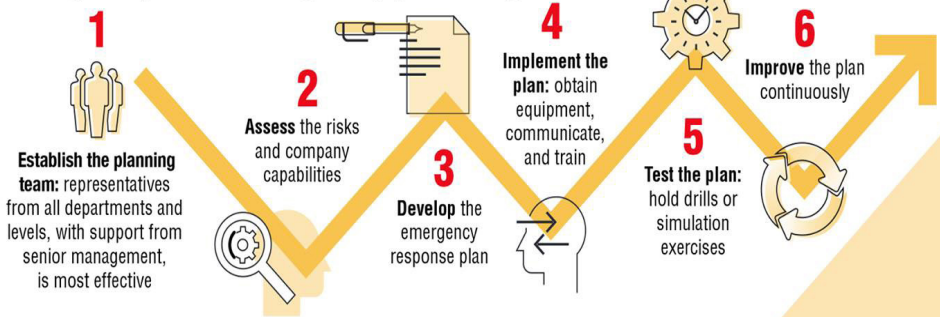 1
Establish the planning
team: representatives
from all departments and
levels, with support from
senior management,
is most effective
2
Assess the risks
and company
capabilities
3
Develop the
emergency
response plan
4
Implement the
plan: obtain
equipment,
communicate,
and train
5
Test the plan:
hold drills or
simulation
exercises
6
Improve the plan
continuously